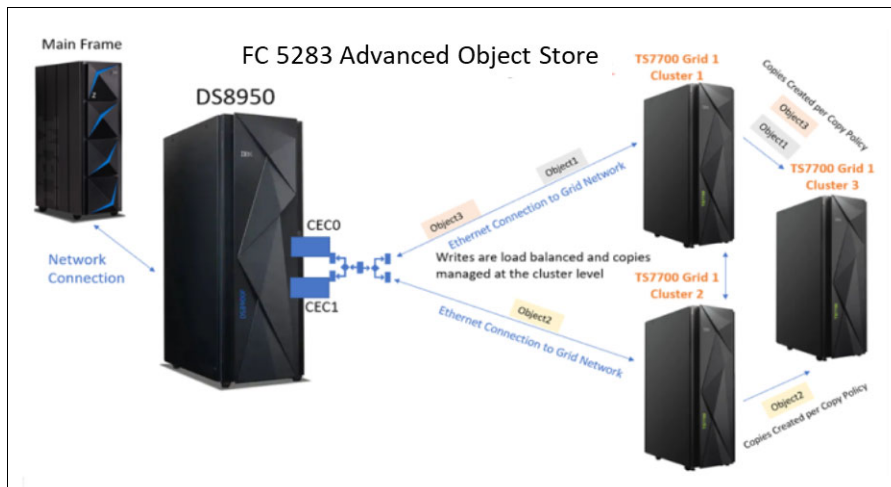 Main Frame
FC 5283 Advanced Object Store
DS8950
Network
Connection
CEC0
CEC1
Object3
Object1
Ethernet Connection to Grid Network
Writes are load balanced and copies
managed at the cluster level
Object2
Ethernet Connection to Grid Network
TS7700 Grid 1
Cluster 1
Copies Created per Copy Policy
Object3
Object1
TS7700 Grid 1
Cluster 3
TS7700 Grid 1
Cluster 2
Object2
Copies Created per Copy Policy
IBM
DS8900
Z